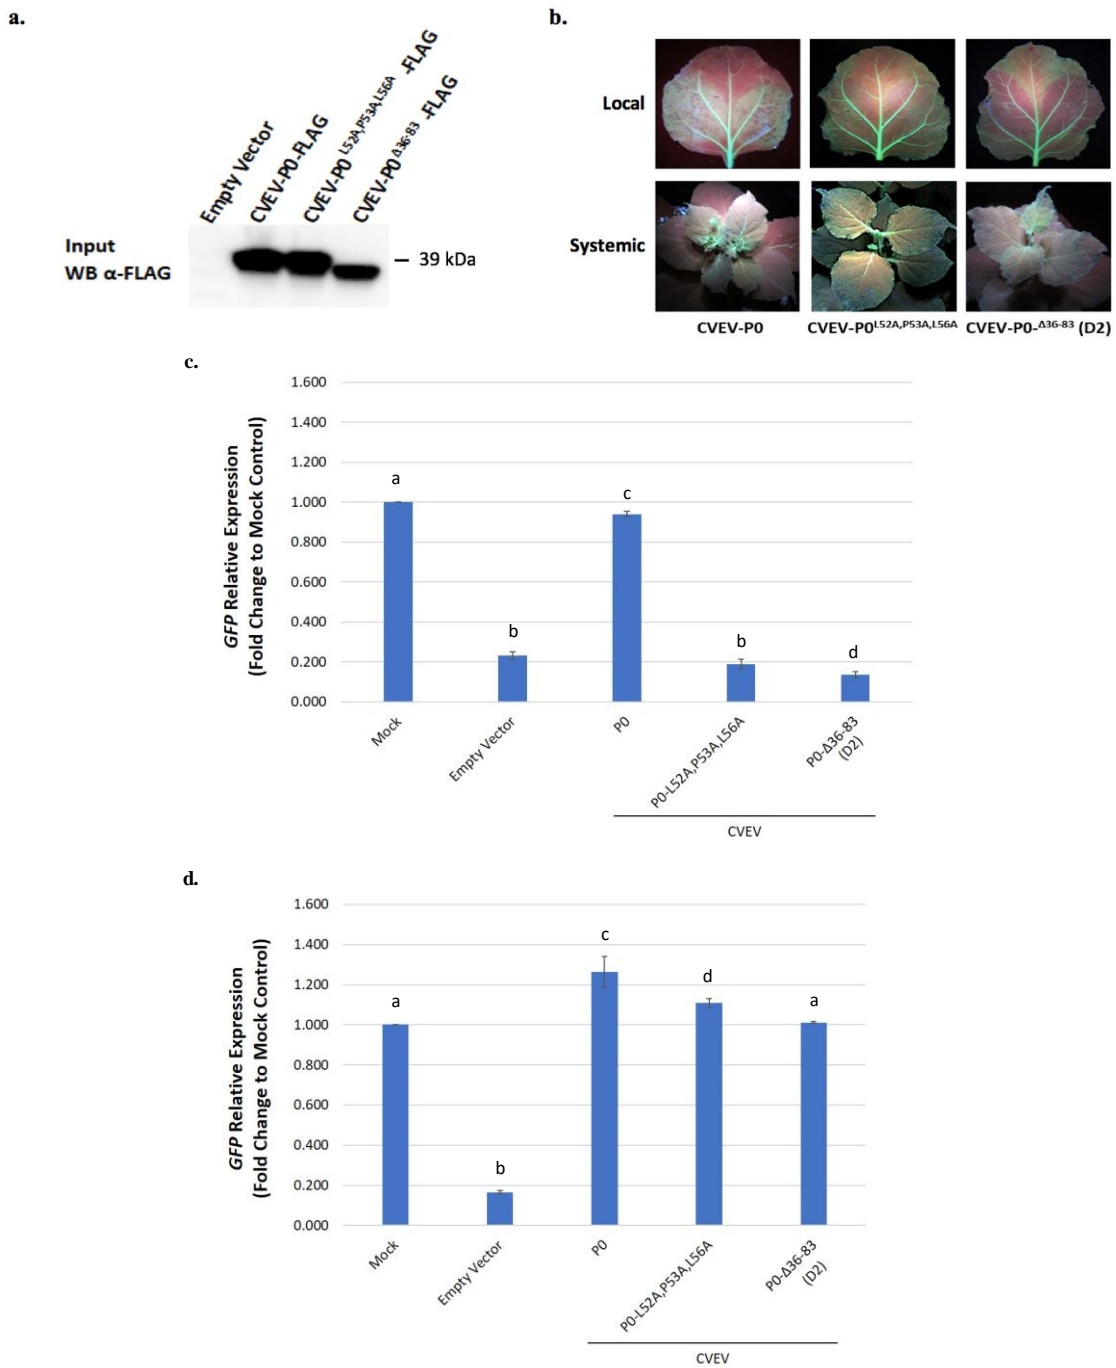 a.
Empty Vector
CVEV-P0-FLAG
CVEV-P0 L52A,P53A,L56A -FLAG
CVEV-P0 Δ36-83 -FLAG
Input
WB α-FLAG
39 kDa
b.
Local
Systemic
CVEV-P0
CVEV-P0L52A,P53A,L56A
CVEV-P0-Δ36-83 (D2)
c.
GFP Relative Expression
(Fold Change to Mock Control)
1.600
1.400
1.200
1.000
0.800
0.600
0.400
0.200
0.000
a
b
c
b
d
Mock
Empty Vector
P0
P0-L52A,P53A,L56A
P0-Δ36-83
(D2)
CVEV
d.
GFP Relative Expression
(Fold Change to Mock Control)
1.600
1.400
1.200
1.000
0.800
0.600
0.400
0.200
0.000
a
b
c
d
a
Mock
Empty Vector
P0
P0-L52A,P53A,L56A
P0-Δ36-83
(D2)
CVEV